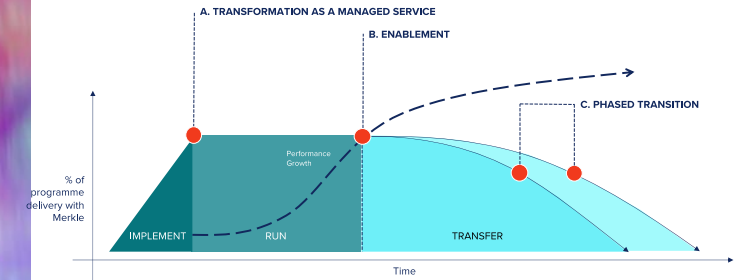 A. TRANSFORMATION AS A MANAGED SERVICE
B. ENABLEMENT
C. PHASED TRANSITION
Performance
Growth
% of
programme
delivery with
Merkle
IMPLEMENT
RUN
TRANSFER
Time